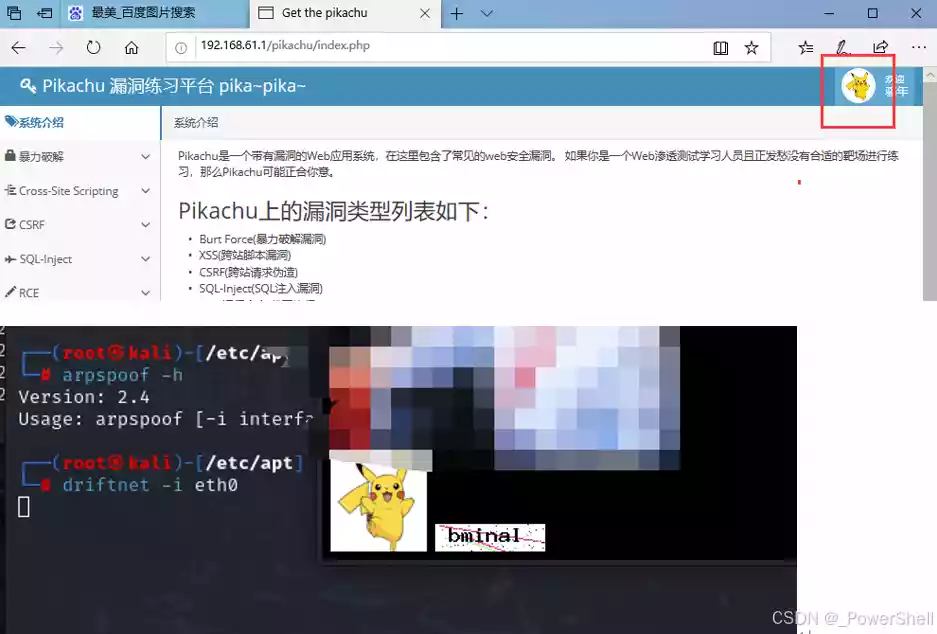 最美_百度图片搜索
Get the pikachu
192.168.61.1/pikachu/index.php
Pikachu 漏洞练习平台 pika~pika~
欢迎
骚年
系统介绍
系统介绍
暴力破解
Cross-Site Scripting
CSRF
SQL-Inject
RCE
Pikachu是一个带有漏洞的Web应用系统，在这里包含了常见的web安全漏洞。 如果你是一个Web渗透测试学习人员且正发愁没有合适的靶场进行练
习，那么Pikachu可能正合你意。
Pikachu上的漏洞类型列表如下：
• Burt Force(暴力破解漏洞)
• XSS(跨站脚本漏洞)
• CSRF(跨站请求伪造)
• SQL-Inject(SQL注入漏洞)
┌──(root㉿kali)-[/etc/ap
└─# arpspoof -h
Version: 2.4
Usage: arpspoof [-i interfa
┌──(root㉿kali)-[/etc/apt]
└─# driftnet -i eth0
bminal
CSDN @_PowerShell